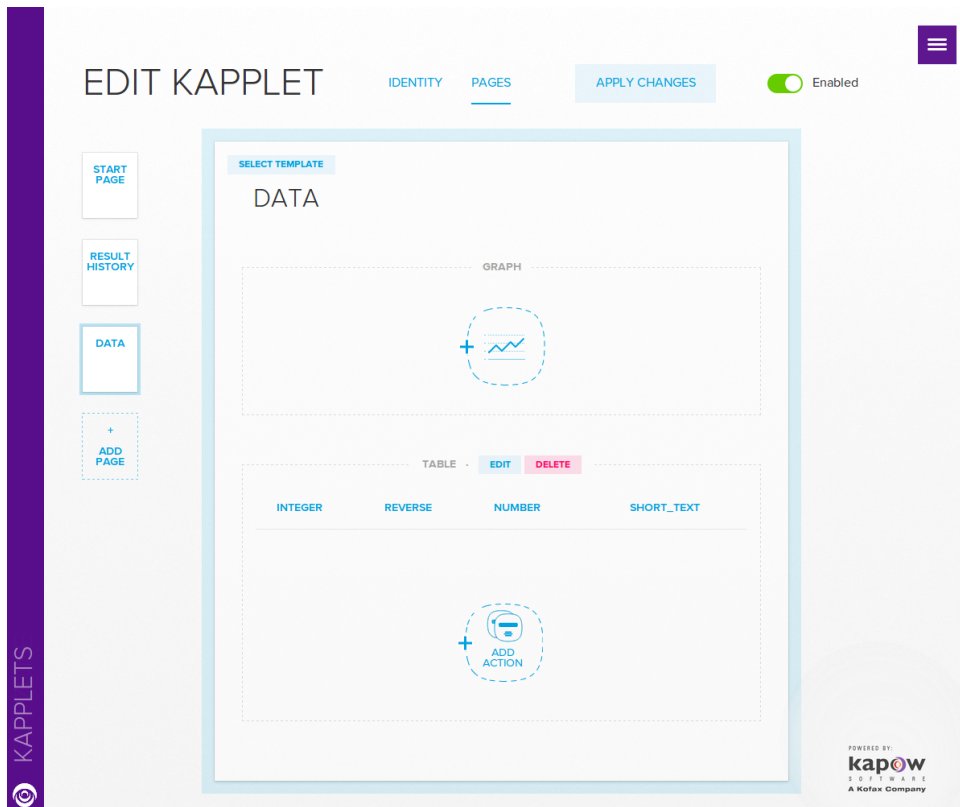 EDIT KAPPLET
IDENTITY
PAGES
APPLY CHANGES
Enabled
START
PAGE
RESULT
HISTORY
DATA
+
ADD
PAGE
SELECT TEMPLATE
DATA
GRAPH
+
TABLE - EDIT DELETE
INTEGER REVERSE NUMBER SHORT_TEXT
+
ADD
ACTION
KAPPLETS
POWERED BY:
kapow
SOFTWARE
A Kofax Company